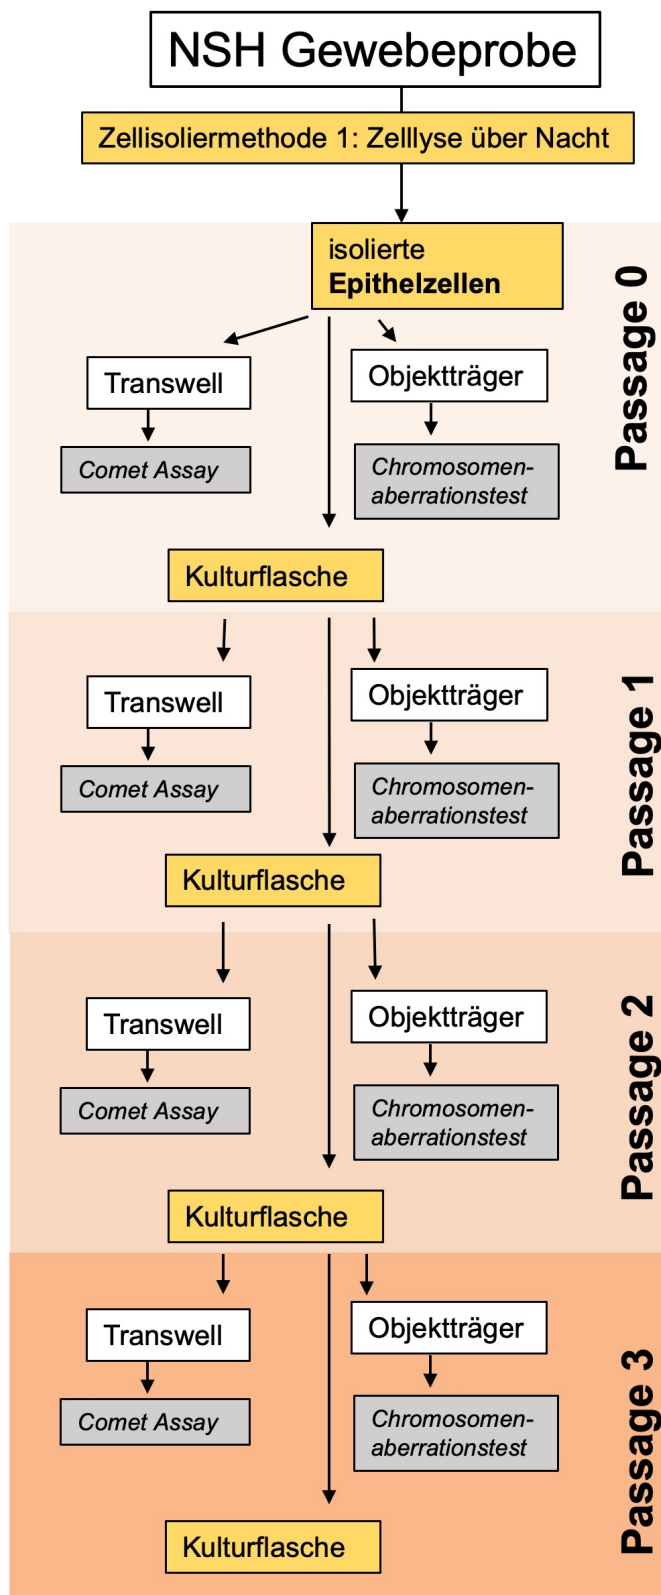 NSH Gewebeprobe
Zellisoliermethode 1: Zelllyse über Nacht
isolierte
Epithelzellen
Passage 0
Transwell
Objektträger
Comet Assay
Chromosomen-
aberrationstest
Kulturflasche
Passage 1
Transwell
Objektträger
Comet Assay
Chromosomen-
aberrationstest
Kulturflasche
Passage 2
Transwell
Objektträger
Comet Assay
Chromosomen-
aberrationstest
Kulturflasche
Passage 3
Transwell
Objektträger
Comet Assay
Chromosomen-
aberrationstest
Kulturflasche